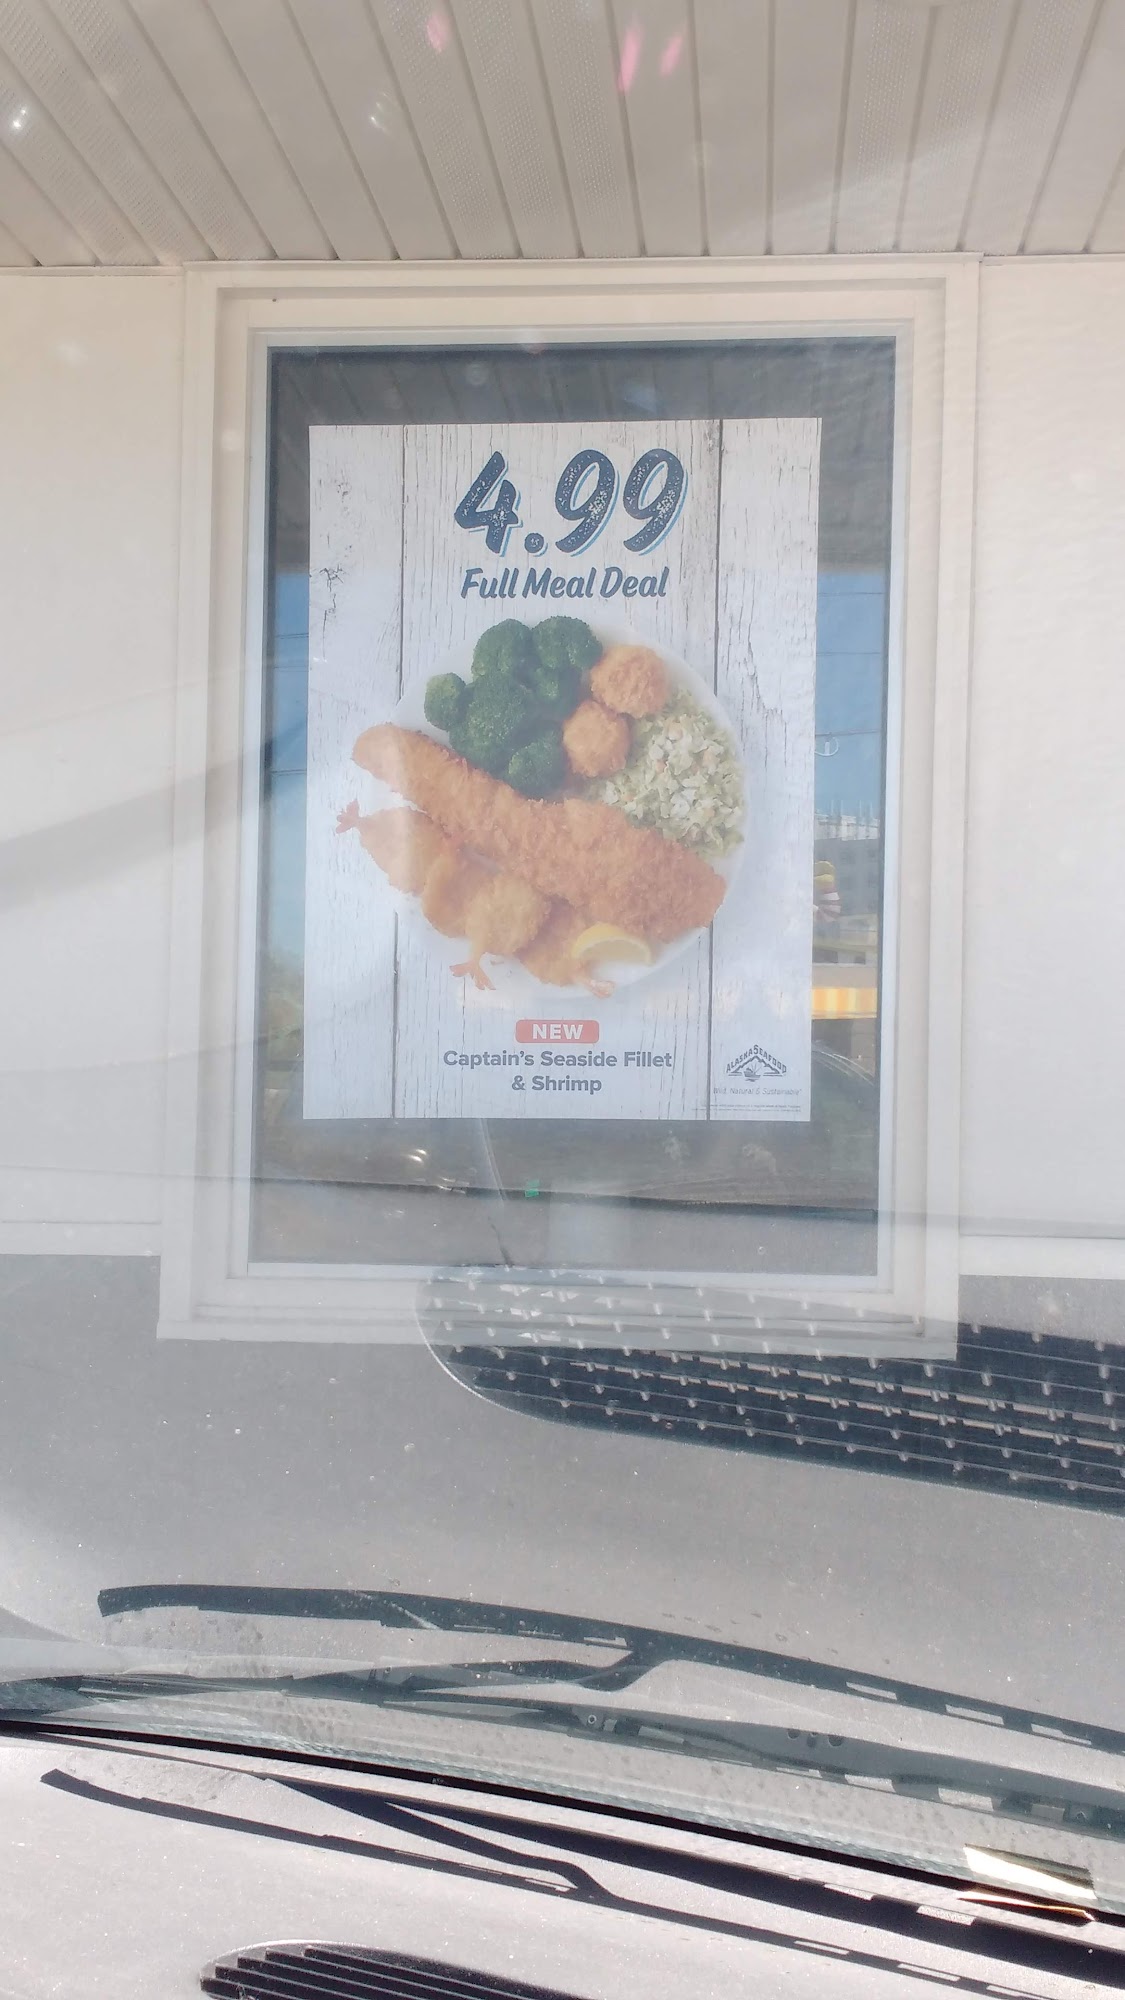 4.99
Full Meal Deal
NEW
Captain's Seaside Fillet
& Shrimp
ALASKA SEAFOOD
Wild, Natural & Sustainable